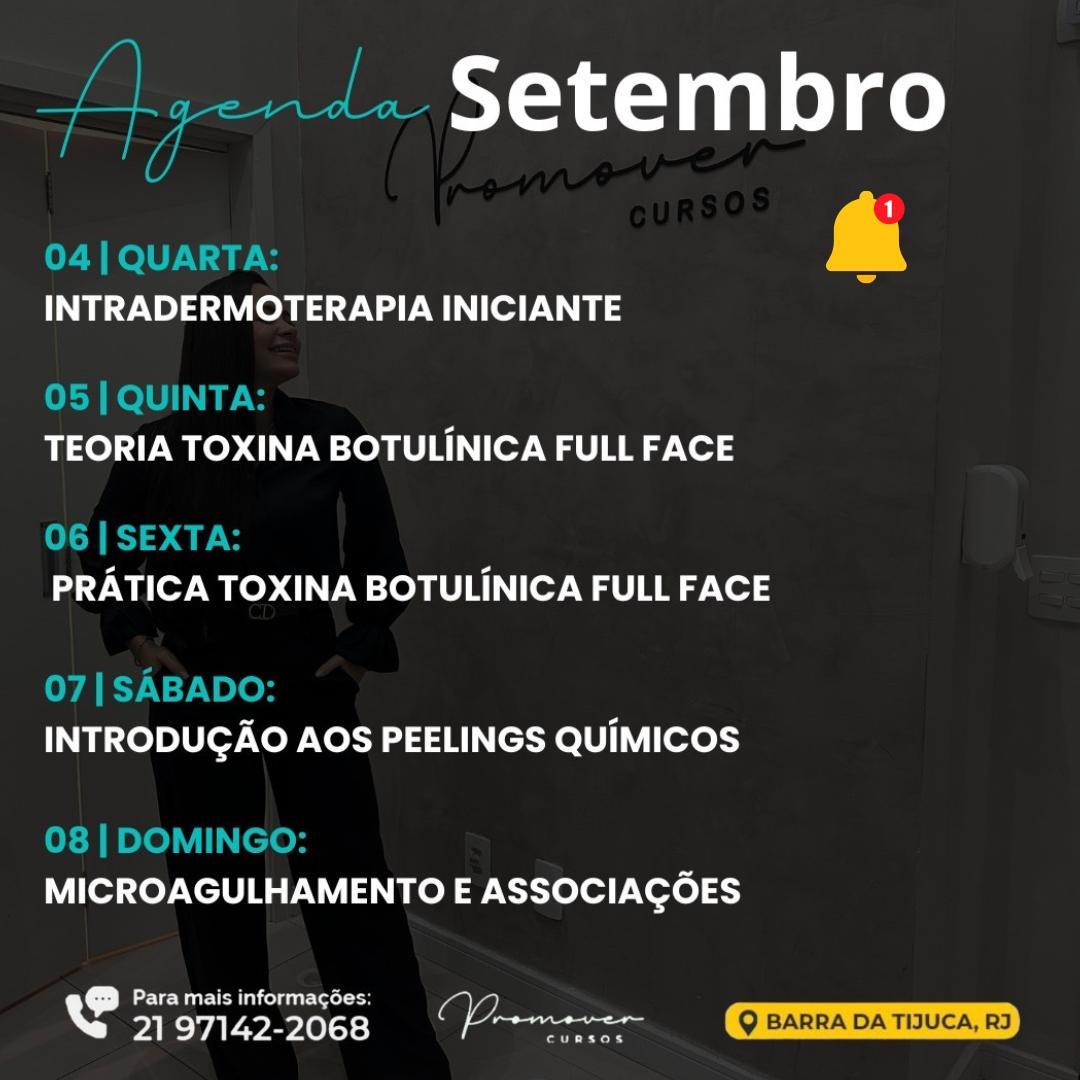 Agenda Setembro
Promover
CURSOS
1
04 | QUARTA:
INTRADERMOTERAPIA INICIANTE
05 | QUINTA:
TEORIA TOXINA BOTULÍNICA FULL FACE
06 | SEXTA:
PRÁTICA TOXINA BOTULÍNICA FULL FACE
CD
07 | SÁBADO:
INTRODUÇÃO AOS PEELINGS QUÍMICOS
08 | DOMINGO:
MICROAGULHAMENTO E ASSOCIAÇÕES
Para mais informações:
21 97142-2068
Promover
CURSOS
BARRA DA TIJUCA, RJ